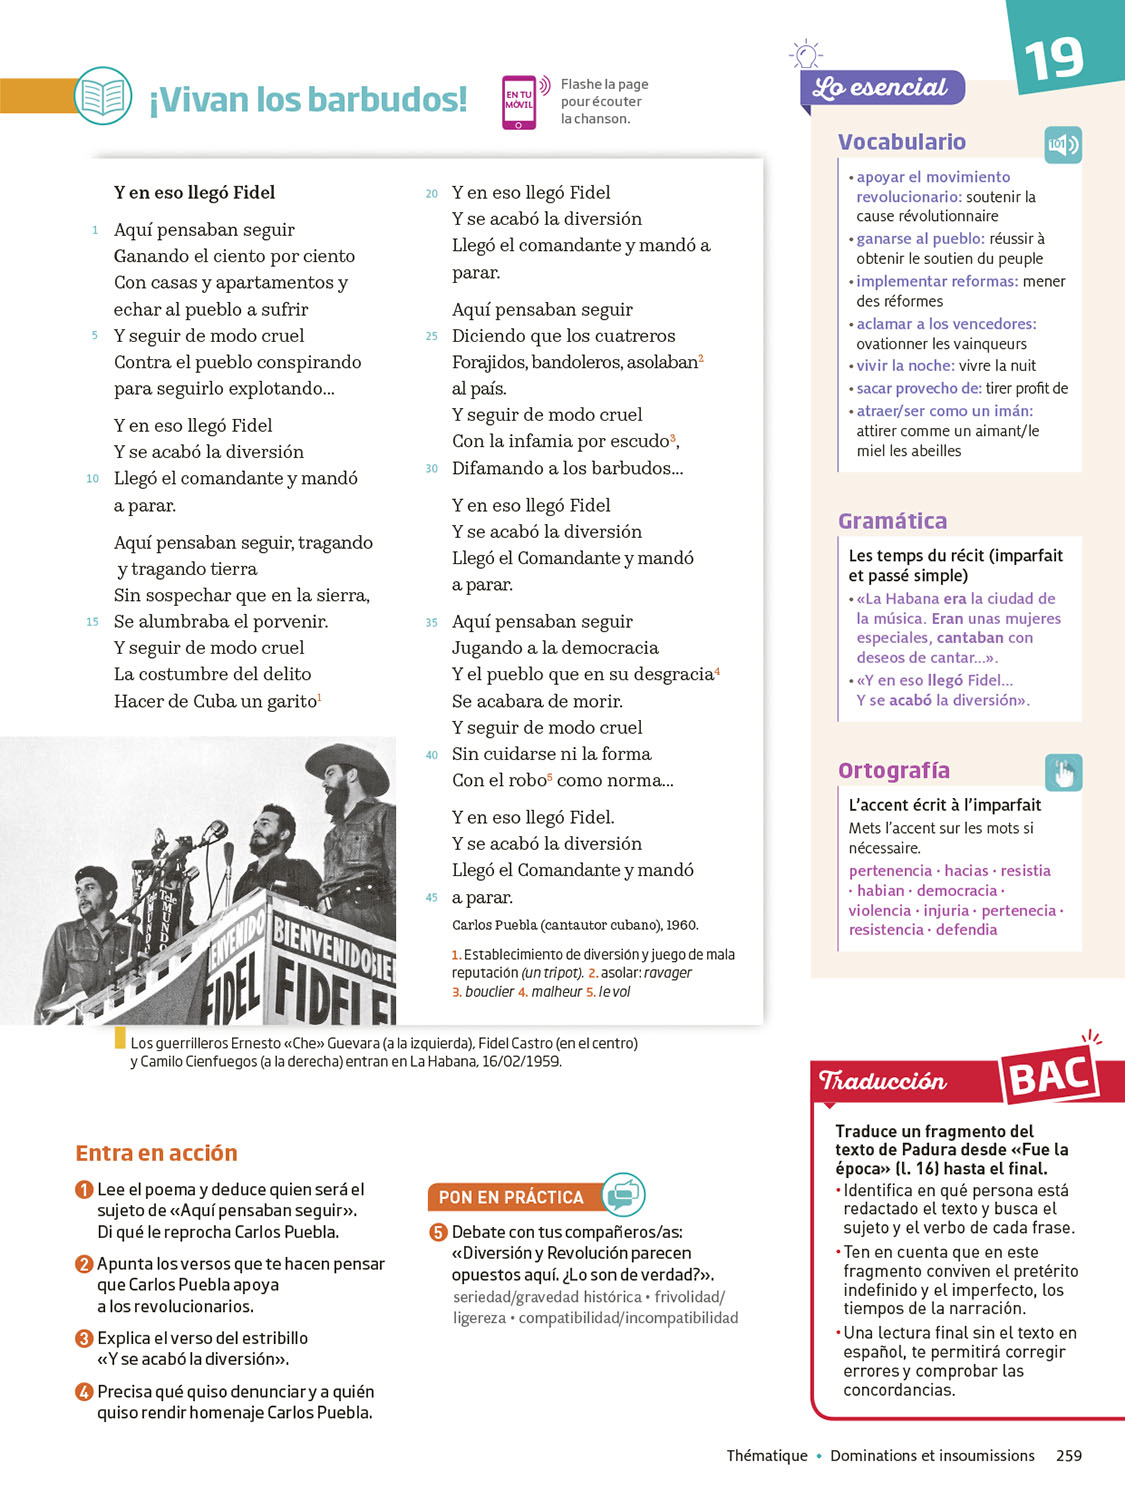 19
¡Vivan los barbudos!
EN TU
MÓVIL
Flashe la page
pour écouter
la chanson.
Y en eso llegó Fidel
1 Aquí pensaban seguir
Ganando el ciento por ciento
Con casas y apartamentos y
echar al pueblo a sufrir
5 Y seguir de modo cruel
Contra el pueblo conspirando
para seguirlo explotando...
Y en eso llegó Fidel
Y se acabó la diversión
10 Llegó el comandante y mandó
a parar.
Aquí pensaban seguir, tragando
y tragando tierra
Sin sospechar que en la sierra,
15 Se alumbraba el porvenir.
Y seguir de modo cruel
La costumbre del delito
Hacer de Cuba un garito1
20 Y en eso llegó Fidel
Y se acabó la diversión
Llegó el comandante y mandó a
parar.
Aquí pensaban seguir
25 Diciendo que los cuatreros
Forajidos, bandoleros, asolaban2
al país.
Y seguir de modo cruel
Con la infamia por escudo3,
30 Difamando a los barbudos...
Y en eso llegó Fidel
Y se acabó la diversión
Llegó el Comandante y mandó
a parar.
35 Aquí pensaban seguir
Jugando a la democracia
Y el pueblo que en su desgracia4
Se acabara de morir.
Y seguir de modo cruel
40 Sin cuidarse ni la forma
Con el robo5 como norma...
Y en eso llegó Fidel.
Y se acabó la diversión
Llegó el Comandante y mandó
45 a parar.
Carlos Puebla (cantautor cubano), 1960.
1. Establecimiento de diversión y juego de mala
reputación (un tripot). 2. asolar: ravager
3. bouclier 4. malheur 5. le vol
Tele
MUNDO
BIENVENIDO
FIDEL
BIENVENIDO
BIEN
FIDEL
Los guerrilleros Ernesto «Che» Guevara (a la izquierda), Fidel Castro (en el centro)
y Camilo Cienfuegos (a la derecha) entran en La Habana, 16/02/1959.
Entra en acción
1 Lee el poema y deduce quien será el
sujeto de «Aquí pensaban seguir».
Di qué le reprocha Carlos Puebla.
2 Apunta los versos que te hacen pensar
que Carlos Puebla apoya
a los revolucionarios.
3 Explica el verso del estribillo
«Y se acabó la diversión».
4 Precisa qué quiso denunciar y a quién
quiso rendir homenaje Carlos Puebla.
PON EN PRÁCTICA
5 Debate con tus compañeros/as:
«Diversión y Revolución parecen
opuestos aquí. ¿Lo son de verdad?».
seriedad/gravedad histórica • frivolidad/
ligereza • compatibilidad/incompatibilidad
Lo esencial
Vocabulario
101
• apoyar el movimiento
revolucionario: soutenir la
cause révolutionnaire
• ganarse al pueblo: réussir à
obtenir le soutien du peuple
• implementar reformas: mener
des réformes
• aclamar a los vencedores:
ovationner les vainqueurs
• vivir la noche: vivre la nuit
• sacar provecho de: tirer profit de
• atraer/ser como un imán:
attirer comme un aimant/le
miel les abeilles
Gramática
Les temps du récit (imparfait
et passé simple)
• «La Habana era la ciudad de
la música. Eran unas mujeres
especiales, cantaban con
deseos de cantar...».
• «Y en eso llegó Fidel...
Y se acabó la diversión».
Ortografía
L'accent écrit à l'imparfait
Mets l'accent sur les mots si
nécessaire.
pertenencia • hacias • resistia
• habian • democracia •
violencia • injuria • pertenecia •
resistencia • defendia
Traducción
BAC
Traduce un fragmento del
texto de Padura desde «Fue la
época» (l. 16) hasta el final.
• Identifica en qué persona está
redactado el texto y busca el
sujeto y el verbo de cada frase.
• Ten en cuenta que en este
fragmento conviven el pretérito
indefinido y el imperfecto, los
tiempos de la narración.
• Una lectura final sin el texto en
español, te permitirá corregir
errores y comprobar las
concordancias.
Thématique • Dominations et insoumissions 259